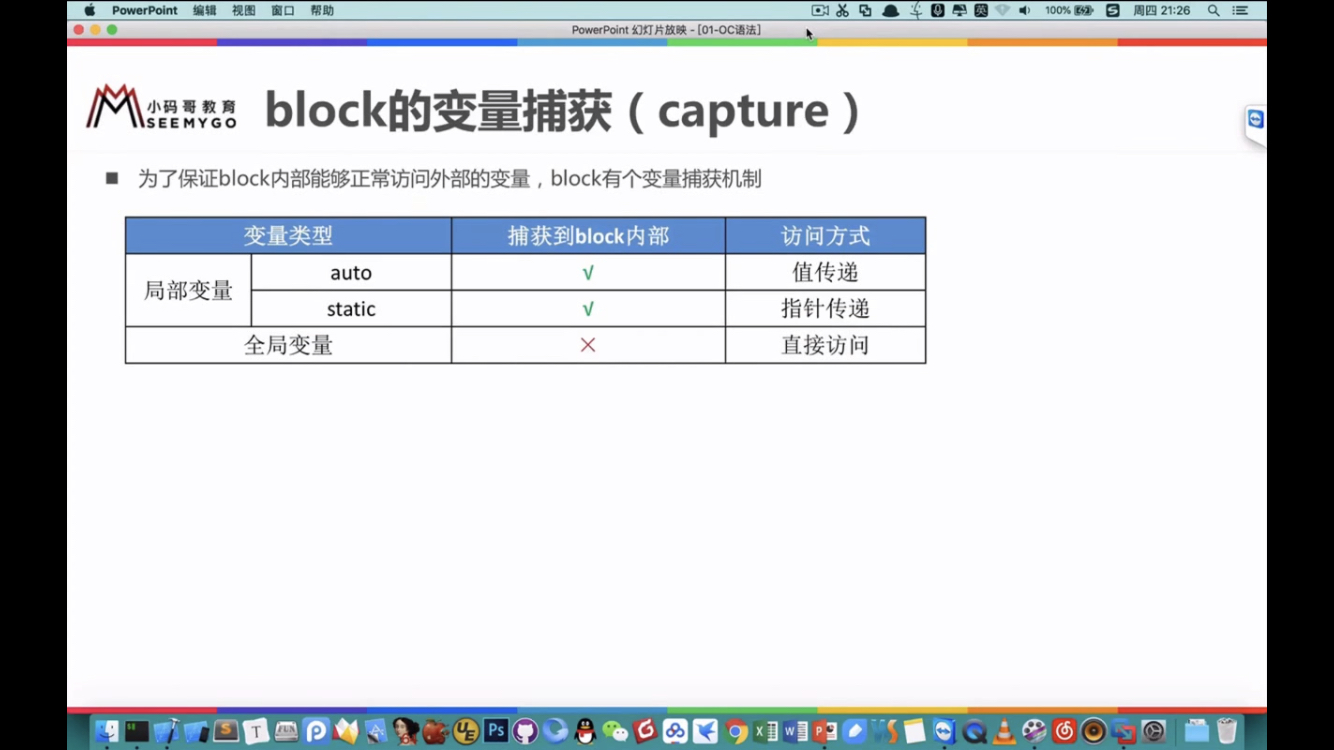 PowerPoint 编辑 视图 窗口 帮助 英 100% 周四 21:26
PowerPoint 幻灯片放映 - [01-OC语法]
小码哥教育
SEEMYGO
block的变量捕获（capture）
为了保证block内部能够正常访问外部的变量，block有个变量捕获机制
变量类型 捕获到block内部 访问方式
局部变量 auto √ 值传递
static √ 指针传递
全局变量 × 直接访问